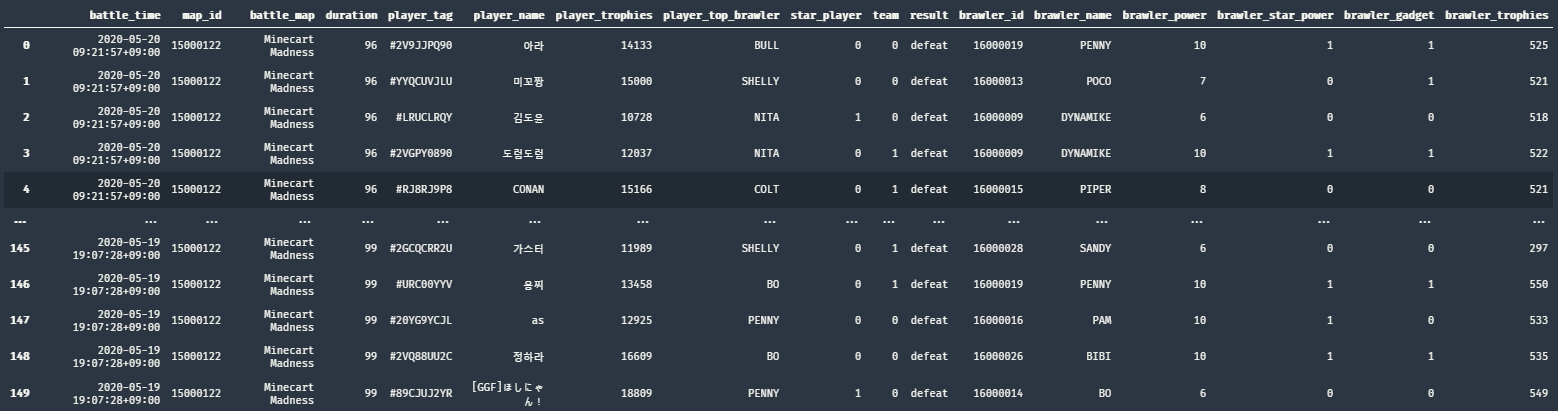 battle_time map_id battle_map duration player_tag player_name player_trophies player_top_brawler star_player team result brawler_id brawler_name brawler_power brawler_star_power brawler_gadget brawler_trophies
0 2020-05-20 09:21:57+09:00 15000122 Minecart Madness 96 #2V9JJPQ90 아라 14133 BULL 0 0 defeat 16000019 PENNY 10 1 1 525
1 2020-05-20 09:21:57+09:00 15000122 Minecart Madness 96 #YYQCUVJLU 미꼬짱 15000 SHELLY 0 0 defeat 16000013 POCO 7 0 1 521
2 2020-05-20 09:21:57+09:00 15000122 Minecart Madness 96 #LRUCLRQY 김도윤 10728 NITA 1 0 defeat 16000009 DYNAMIKE 6 0 0 518
3 2020-05-20 09:21:57+09:00 15000122 Minecart Madness 96 #2VGPY0890 도림도림 12037 NITA 0 1 defeat 16000009 DYNAMIKE 10 1 1 522
4 2020-05-20 09:21:57+09:00 15000122 Minecart Madness 96 #RJ8RJ9P8 CONAN 15166 COLT 0 1 defeat 16000015 PIPER 8 0 0 521
... ... ... ... ... ... ... ... ... ... ... ... ... ... ... ... ... ...
145 2020-05-19 19:07:28+09:00 15000122 Minecart Madness 99 #2GCQCRR2U 가스터 11989 SHELLY 0 1 defeat 16000028 SANDY 6 0 0 297
146 2020-05-19 19:07:28+09:00 15000122 Minecart Madness 99 #URC00YYV 용찌 13458 BO 0 1 defeat 16000019 PENNY 10 1 1 550
147 2020-05-19 19:07:28+09:00 15000122 Minecart Madness 99 #20YG9YCJL as 12925 PENNY 0 0 defeat 16000016 PAM 10 1 0 533
148 2020-05-19 19:07:28+09:00 15000122 Minecart Madness 99 #2VQ88UU2C 정하라 16609 BO 0 0 defeat 16000026 BIBI 10 1 1 535
149 2020-05-19 19:07:28+09:00 15000122 Minecart Madness 99 #89CJUJ2YR [GGF]ほしにゃん! 18809 PENNY 1 0 defeat 16000014 BO 6 0 0 549